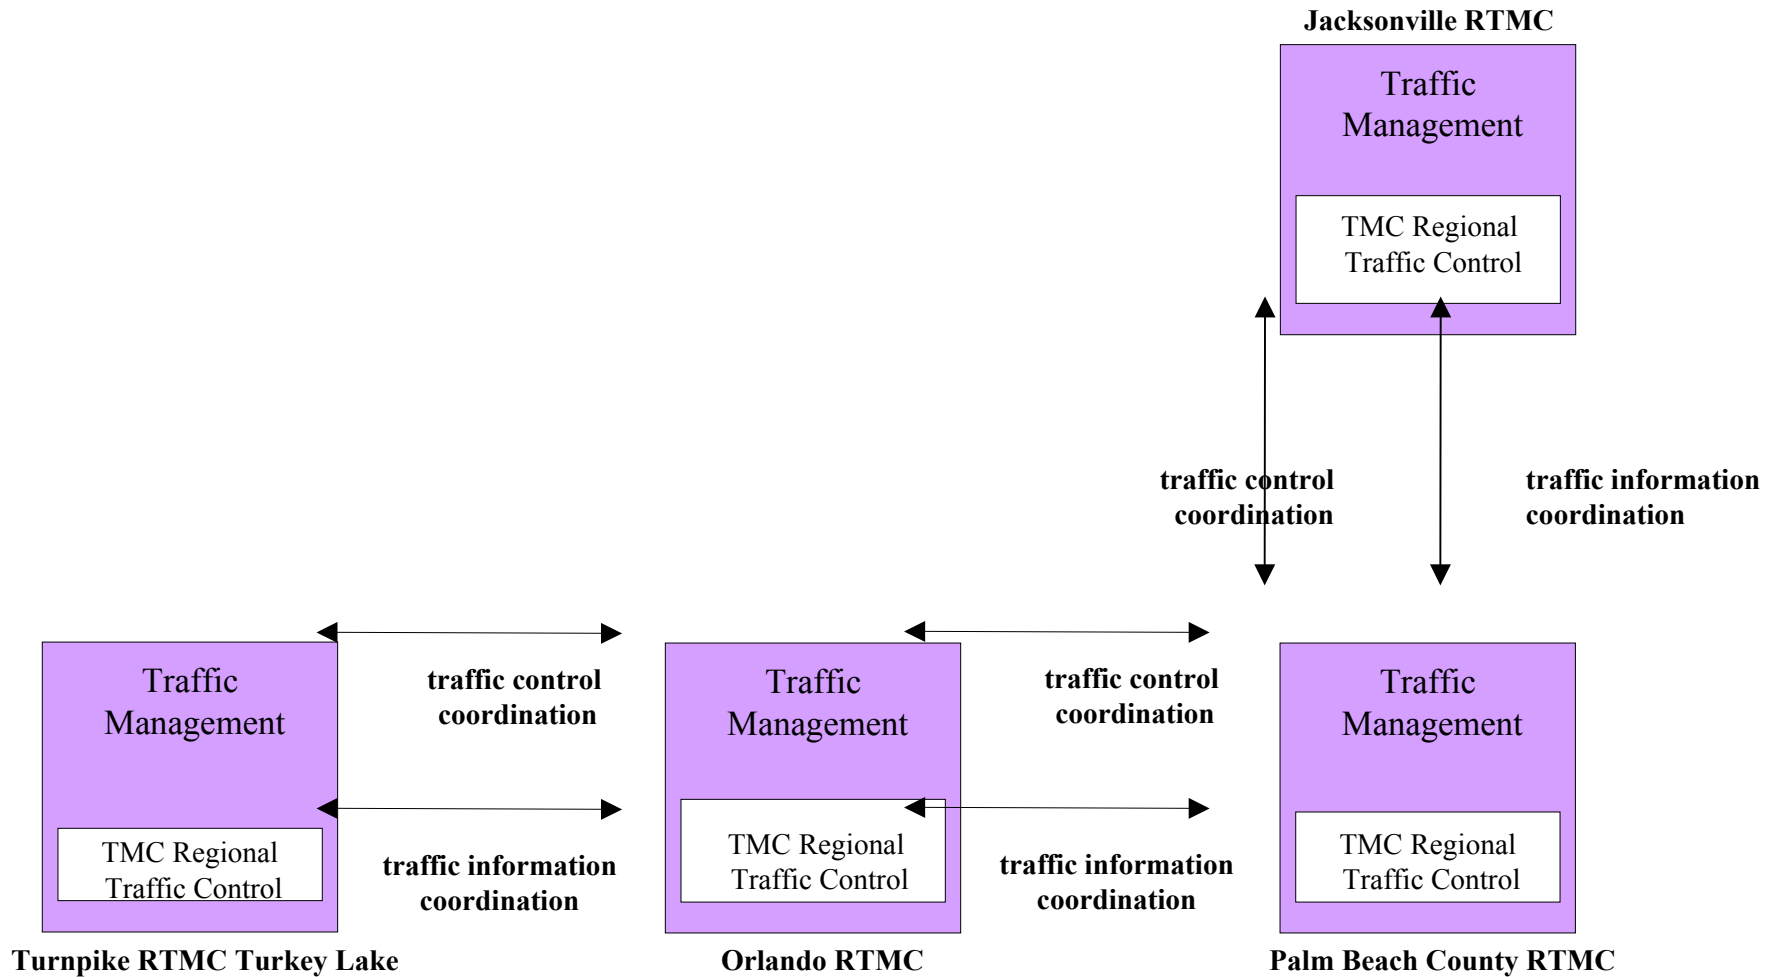 Jacksonville RTMC
Traffic
Management
TMC Regional
Traffic Control
traffic control
coordination
traffic information
coordination
Traffic
Management
TMC Regional
Traffic Control
Turnpike RTMC Turkey Lake
traffic control
coordination
traffic information
coordination
Traffic
Management
TMC Regional
Traffic Control
Orlando RTMC
traffic control
coordination
traffic information
coordination
Traffic
Management
TMC Regional
Traffic Control
Palm Beach County RTMC